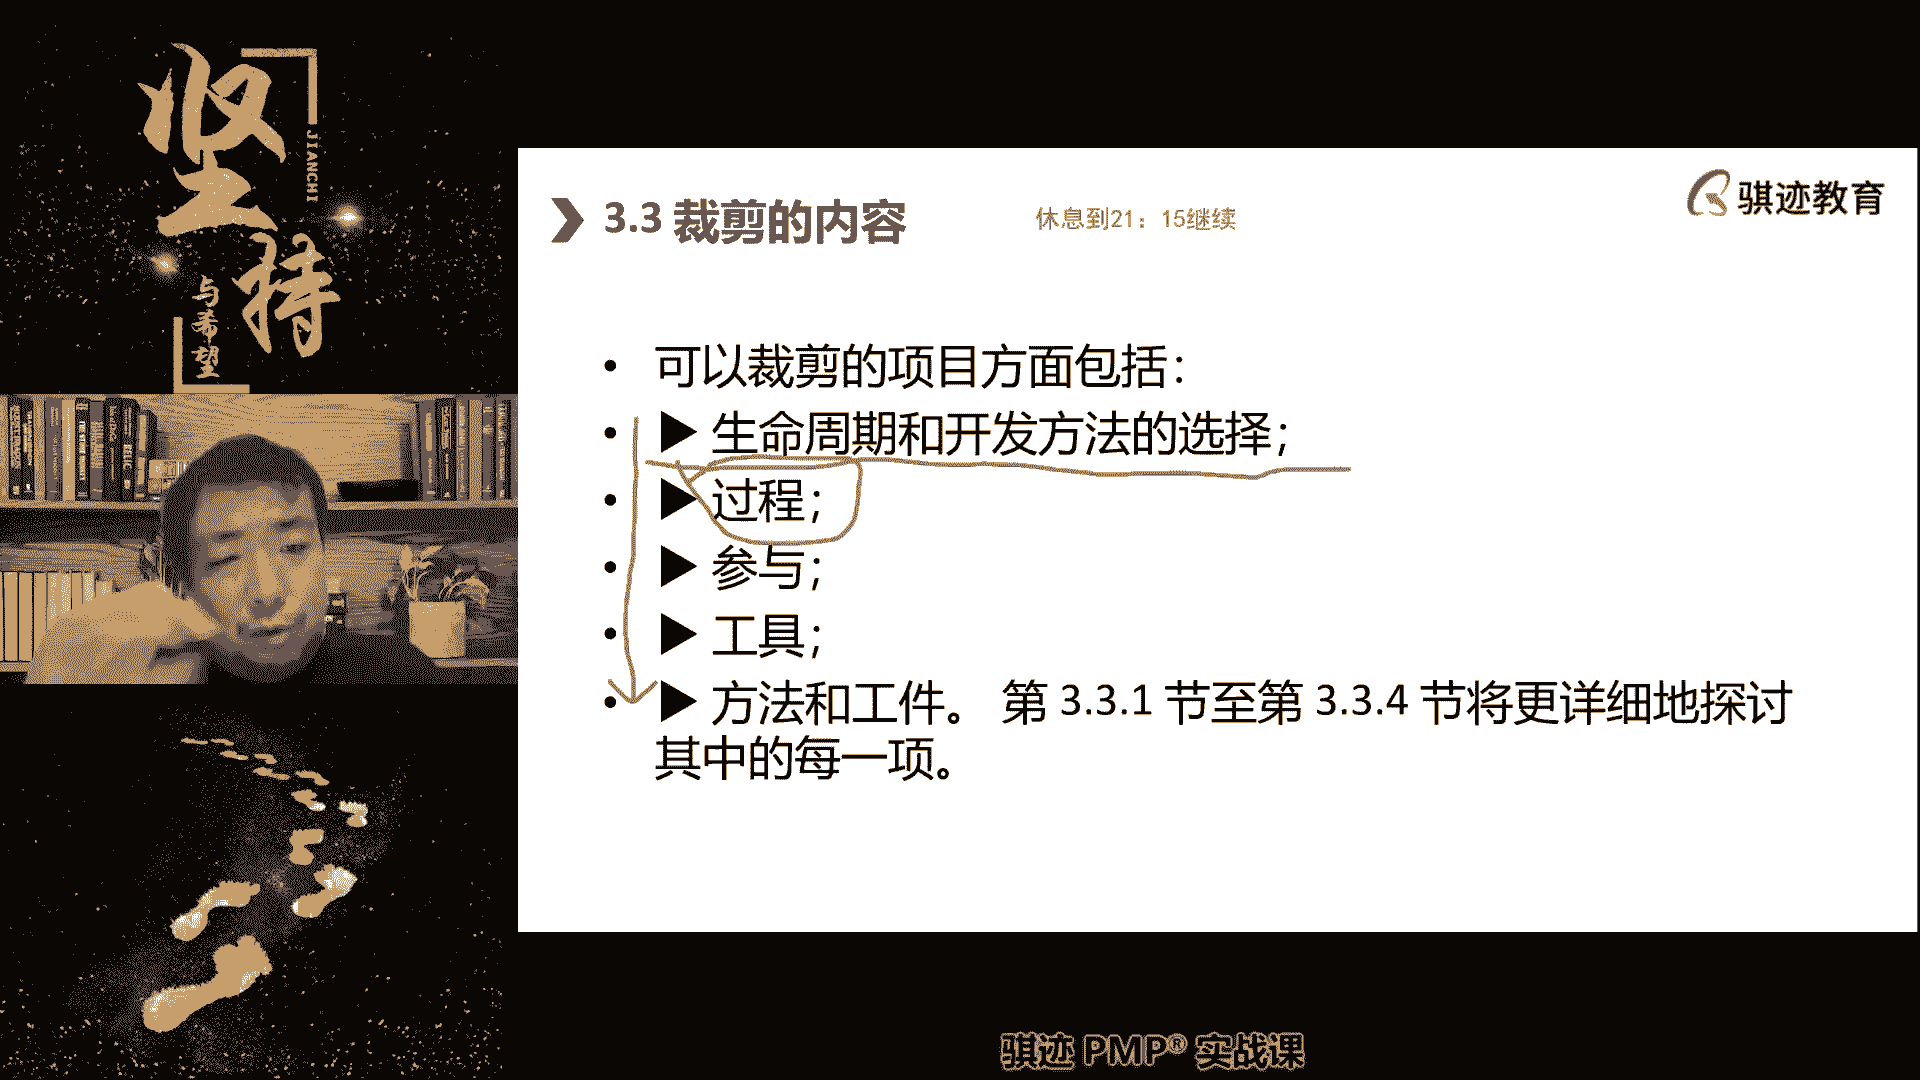 坚持
JIANCHI
与希望
3.3 裁剪的内容
休息到21：15继续
骐迹教育
• 可以裁剪的项目方面包括：
• ▶ 生命周期和开发方法的选择；
• ▶ 过程；
• ▶ 参与；
• ▶ 工具；
• ▶ 方法和工件。 第 3.3.1 节至第 3.3.4 节将更详细地探讨
其中的每一项。
骐迹 PMP® 实战课